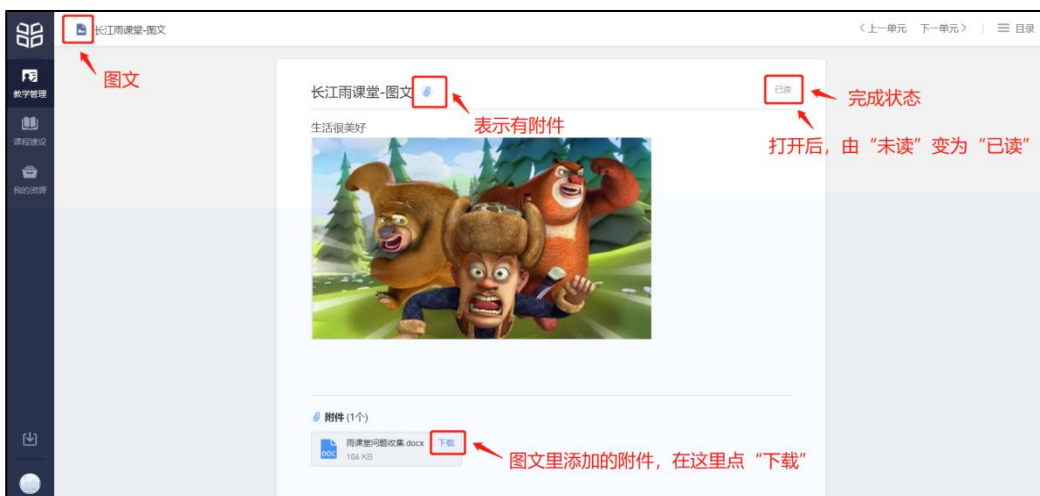 长江雨课堂-图文
〈上一单元 下一单元〉 目录
图文
教学管理
课程建设
我的资源
长江雨课堂-图文
已读
完成状态
表示有附件
打开后，由“未读”变为“已读”
生活很美好
附件 (1个)
雨课堂问题收集.docx 下载
186 KB
DOC
图文里添加的附件，在这里点“下载”